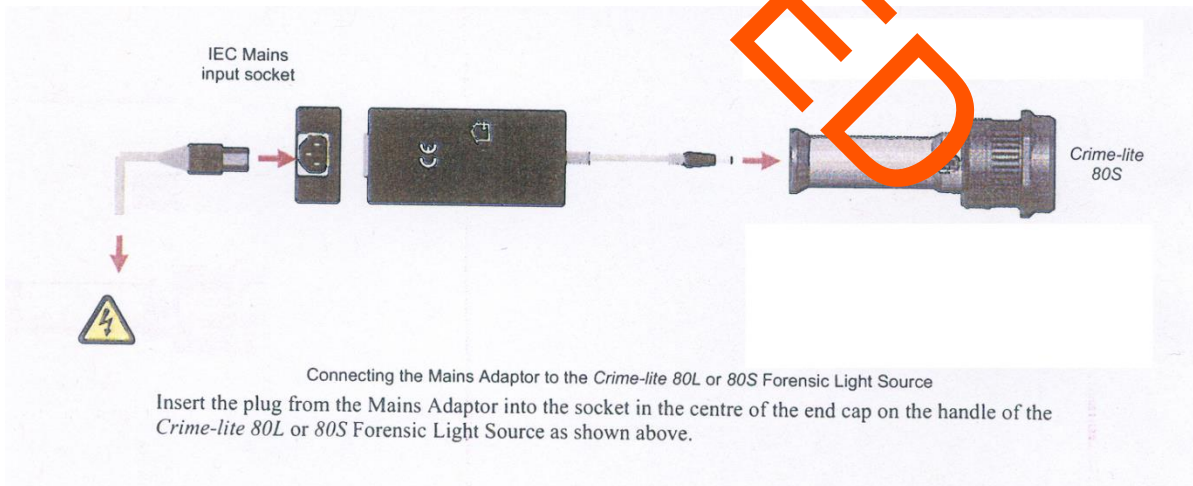 IEC Mains
input socket
CE
Crime-lite
80S
Connecting the Mains Adaptor to the Crime-lite 80L or 80S Forensic Light Source
Insert the plug from the Mains Adaptor into the socket in the centre of the end cap on the handle of the
Crime-lite 80L or 80S Forensic Light Source as shown above.
ED